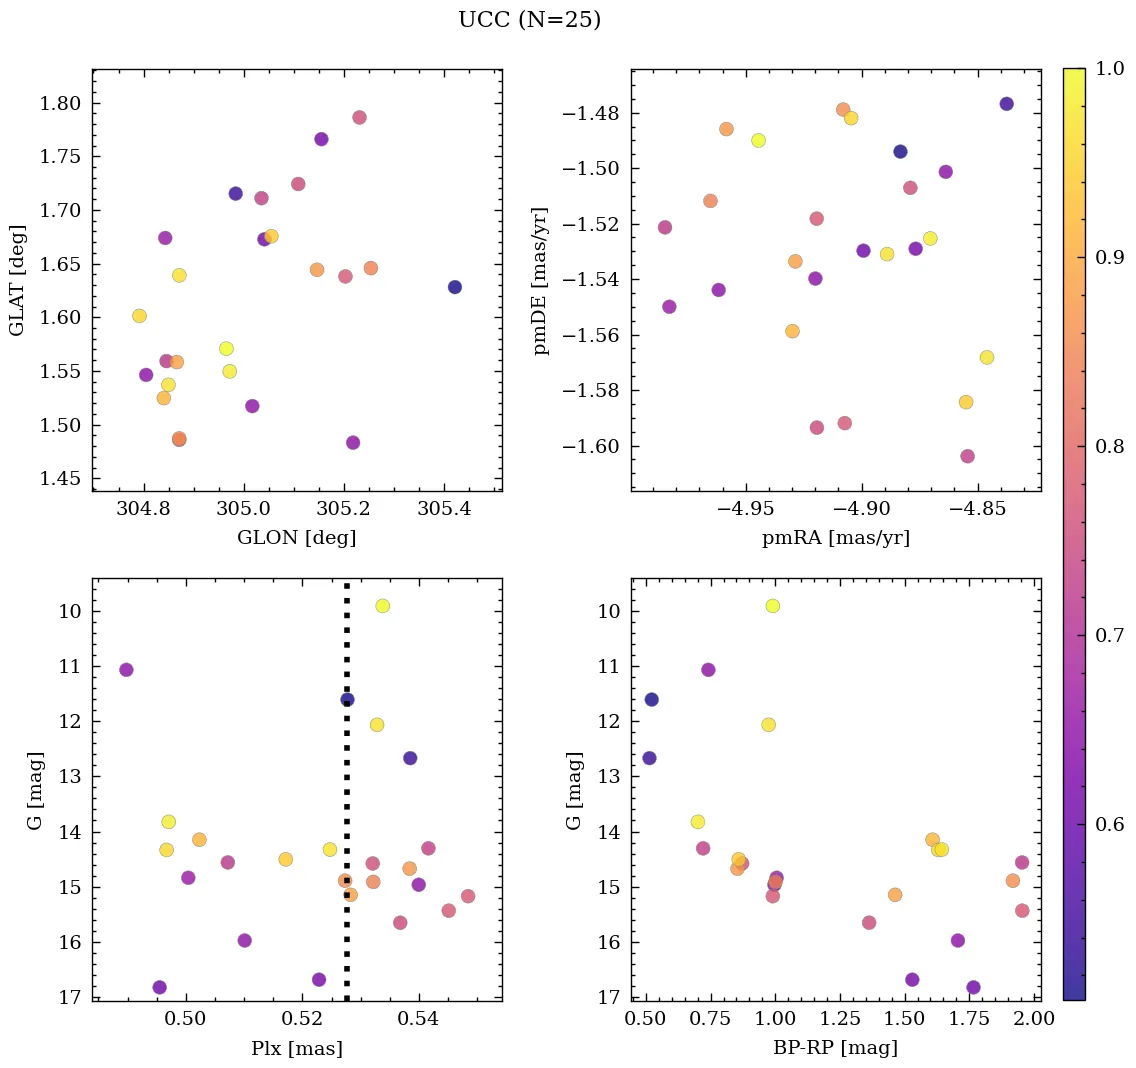 UCC (N=25)
1.80
1.75
1.70
1.65
1.60
1.55
1.50
1.45
GLAT [deg]
304.8 305.0 305.2 305.4
GLON [deg]
−1.48
−1.50
−1.52
−1.54
−1.56
−1.58
−1.60
pmDE [mas/yr]
−4.95 −4.90 −4.85
pmRA [mas/yr]
1.0
0.9
0.8
0.7
0.6
10
11
12
13
14
15
16
17
G [mag]
0.50 0.52 0.54
Plx [mas]
10
11
12
13
14
15
16
17
G [mag]
0.50 0.75 1.00 1.25 1.50 1.75 2.00
BP-RP [mag]